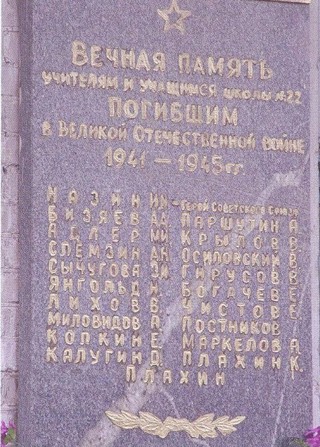 ВЕЧНАЯ ПАМЯТЬ
УЧИТЕЛЯМ И УЧАЩИМСЯ ШКОЛЫ №22
ПОГИБШИМ
В ВЕЛИКОЙ ОТЕЧЕСТВЕННОЙ ВОЙНЕ
1941 — 1945 гг.
НАЗИН И.Н. – ГЕРОЙ СОВЕТСКОГО СОЮЗА
БИЗЯЕВ ПАРШУТИН А.
АДЛЕР КРЫЛОВ В.
СЛЕМЗИН ОСИПОВСКИЙ
СЫЧУГОВА ГИРУСОВ В.
ЯНГОЛЬД БОГАЧЕВ Е.
ЛИХОВ ЧИСТОВ
МИЛОВИДОВ А. ПОСТНИКОВ
КОПКИН Е. МАРКЕЛОВ А.
КАЛУГИН Д. ПЛАХИН К.
ПЛАХИН